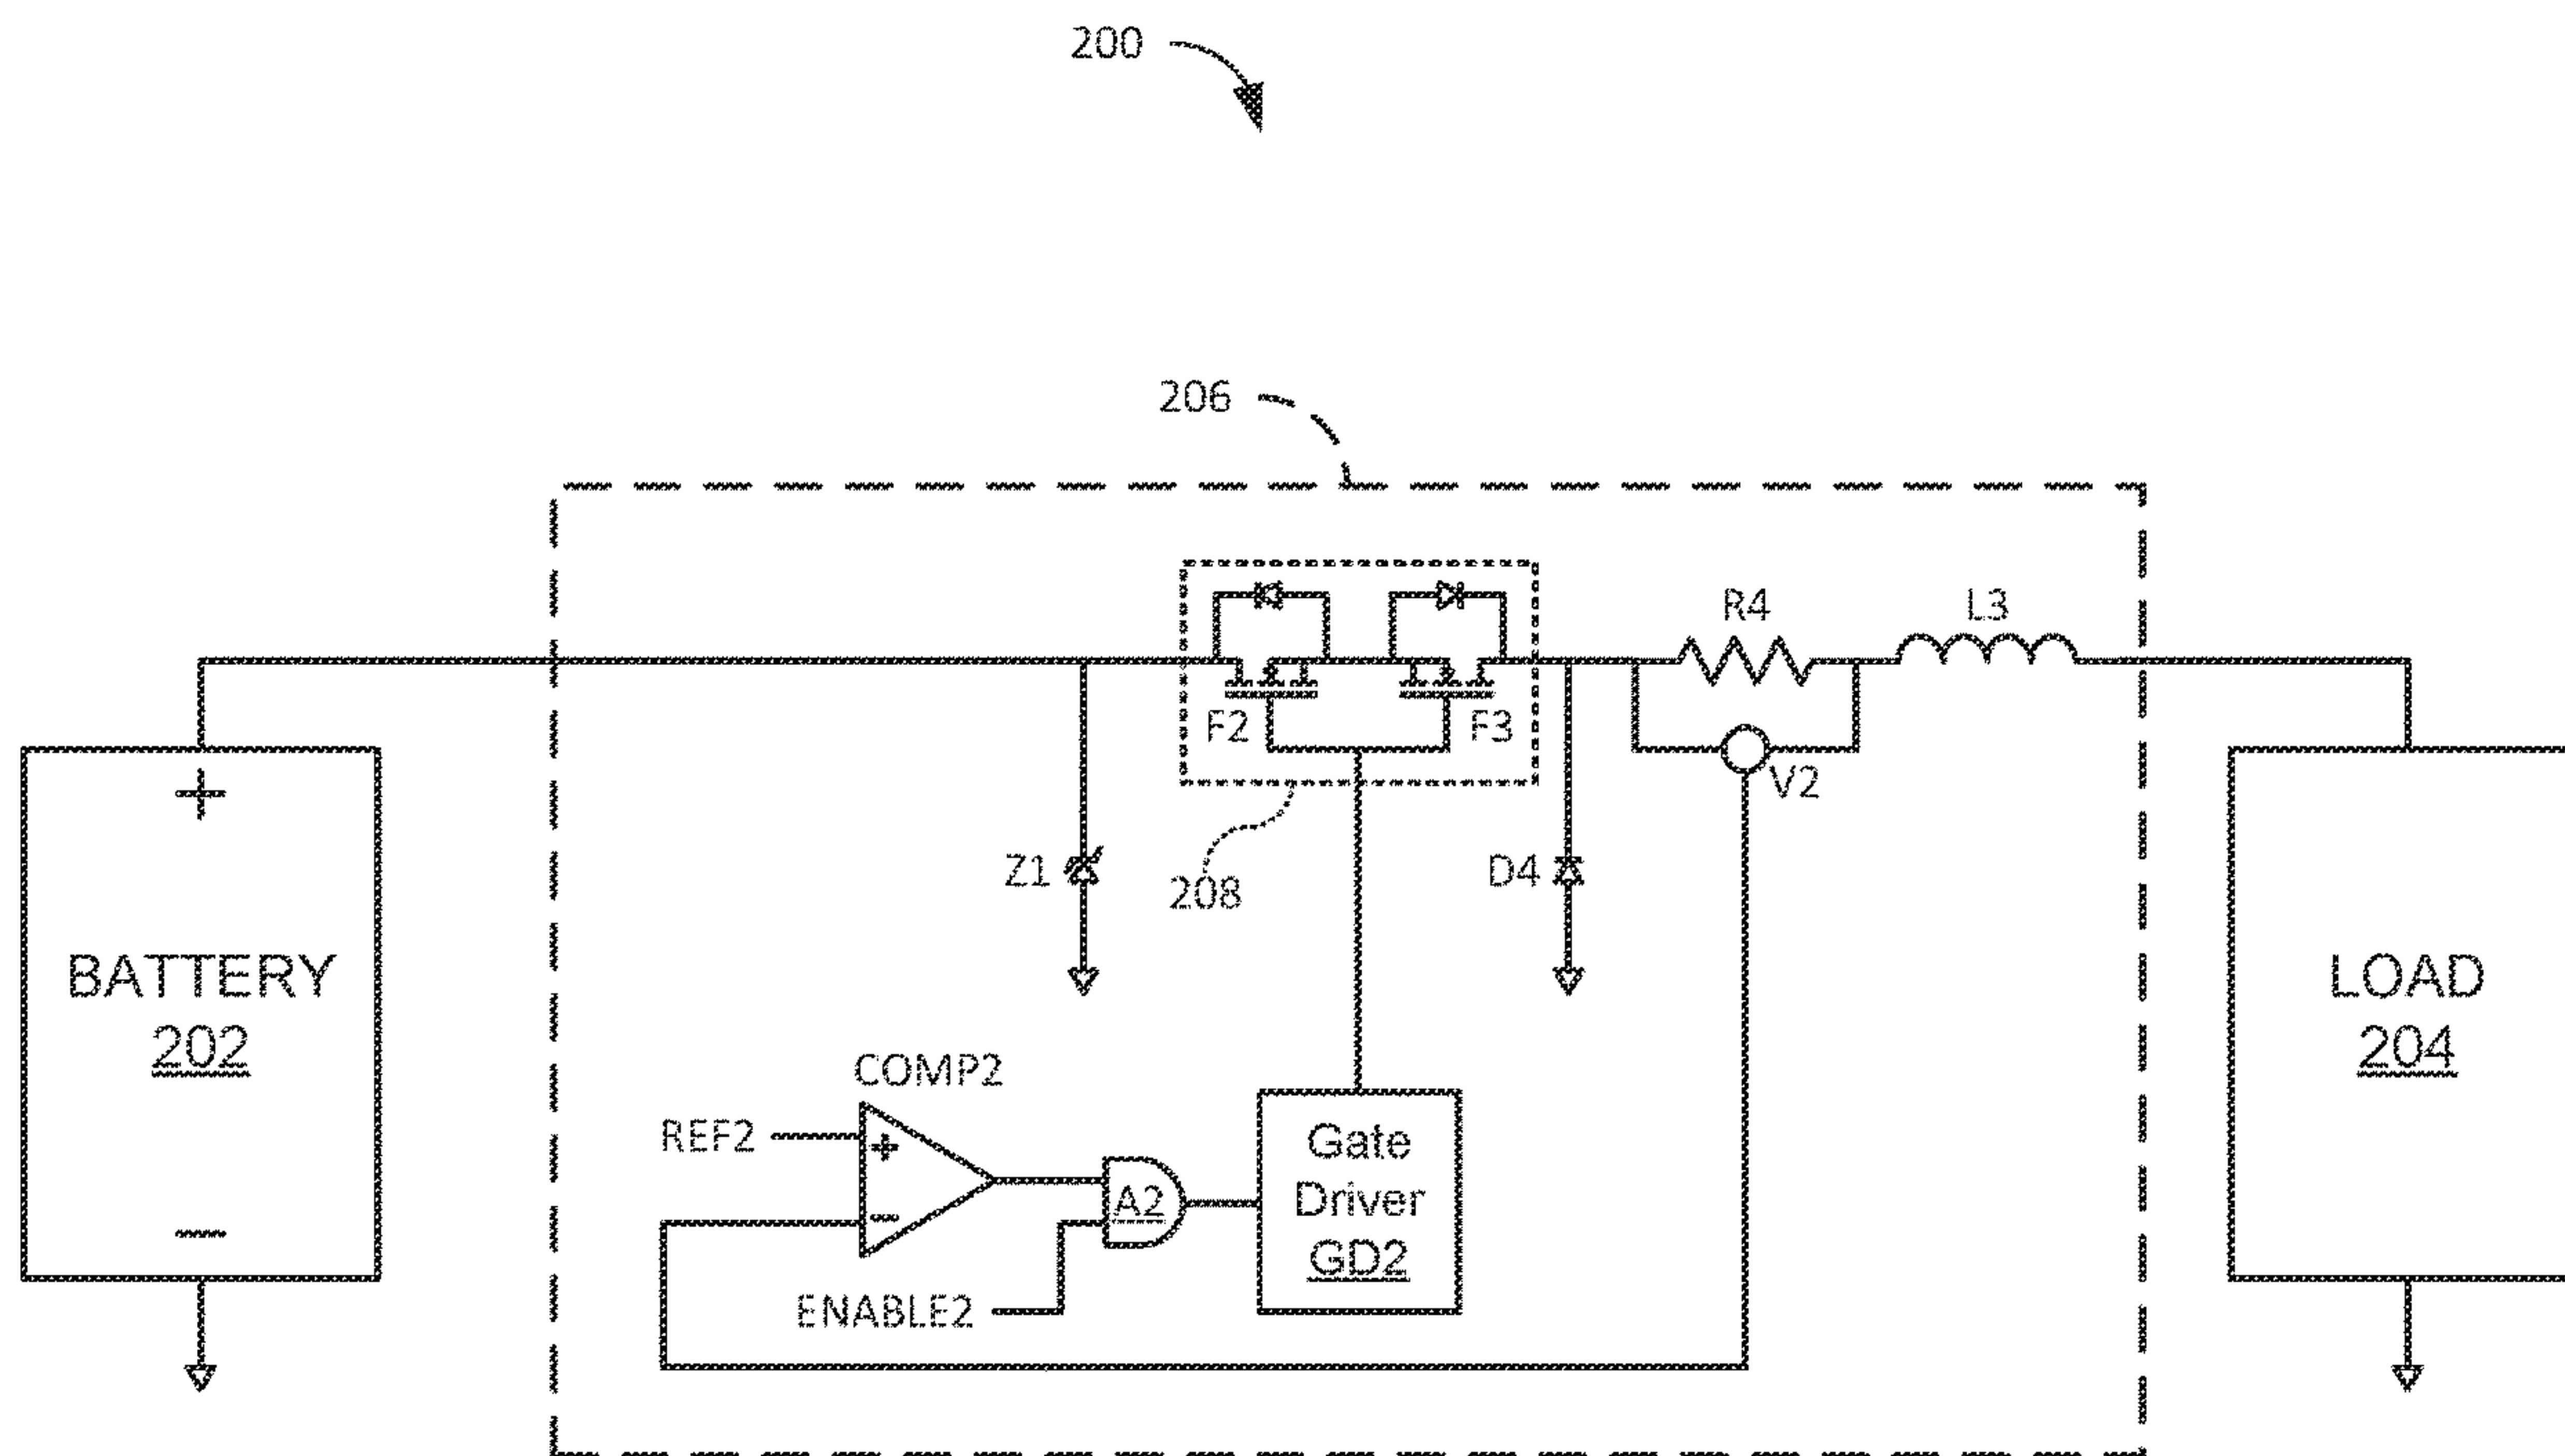 200
206
R4
L3
F2
F3
V2
+
Z1
208
D4
BATTERY
202
LOAD
204
COMP2
REF2
+
A2
Gate
Driver
GD2
−
−
ENABLE2